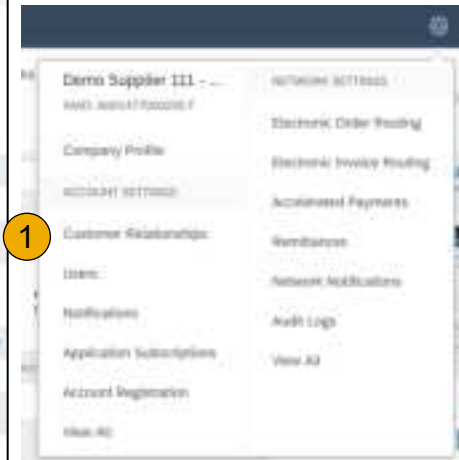 Demo Supplier 111 - ...
Company Profile
ACCOUNT SETTINGS
1
Customer Relationships
Users
Notifications
Application Subscriptions
Account Registration
View All
NETWORK SETTINGS
Electronic Order Routing
Electronic Invoice Routing
Accelerated Payments
Remittances
Network Notifications
Audit Logs
View All